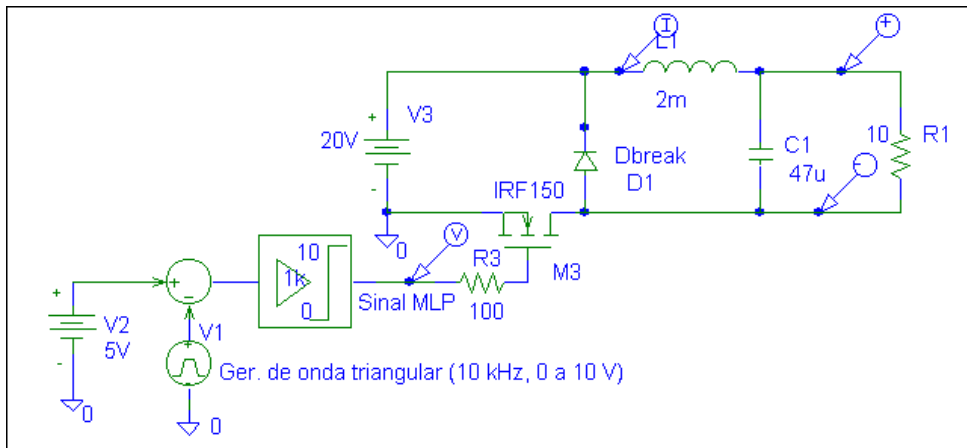 I
+
L1
+
V3
2m
20V
-
Dbreak
D1
C1
47u
10
R1
-
IRF150
0
M3
V
R3
100
10
1k
0
Sinal MLP
+
-
+
V2
5V
-
0
V1
+
Ger. de onda triangular (10 kHz, 0 a 10 V)
-
0